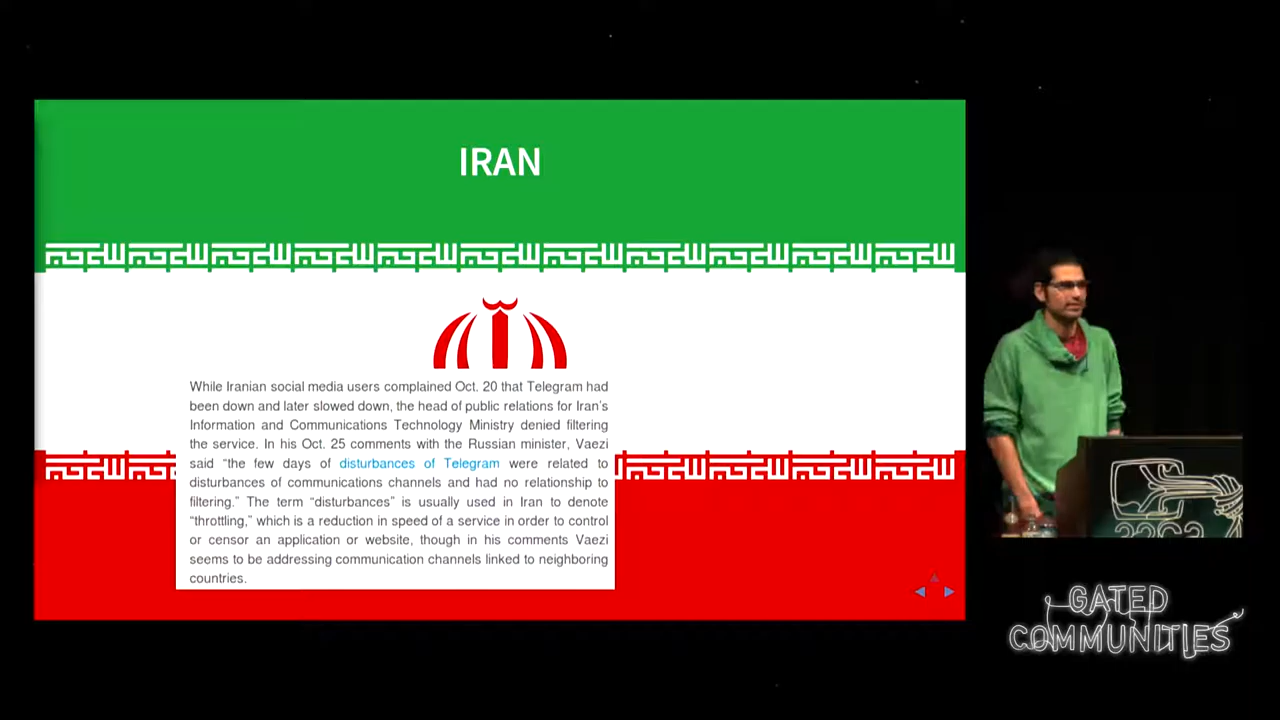 IRAN
While Iranian social media users complained Oct. 20 that Telegram had
been down and later slowed down, the head of public relations for Iran's
Information and Communications Technology Ministry denied filtering
the service. In his Oct. 25 comments with the Russian minister, Vaezi
said “the few days of disturbances of Telegram were related to
disturbances of communications channels and had no relationship to
filtering.” The term “disturbances” is usually used in Iran to denote
“throttling,” which is a reduction in speed of a service in order to control
or censor an application or website, though in his comments Vaezi
seems to be addressing communication channels linked to neighboring
countries.
32C3
GATED
COMMUNITIES